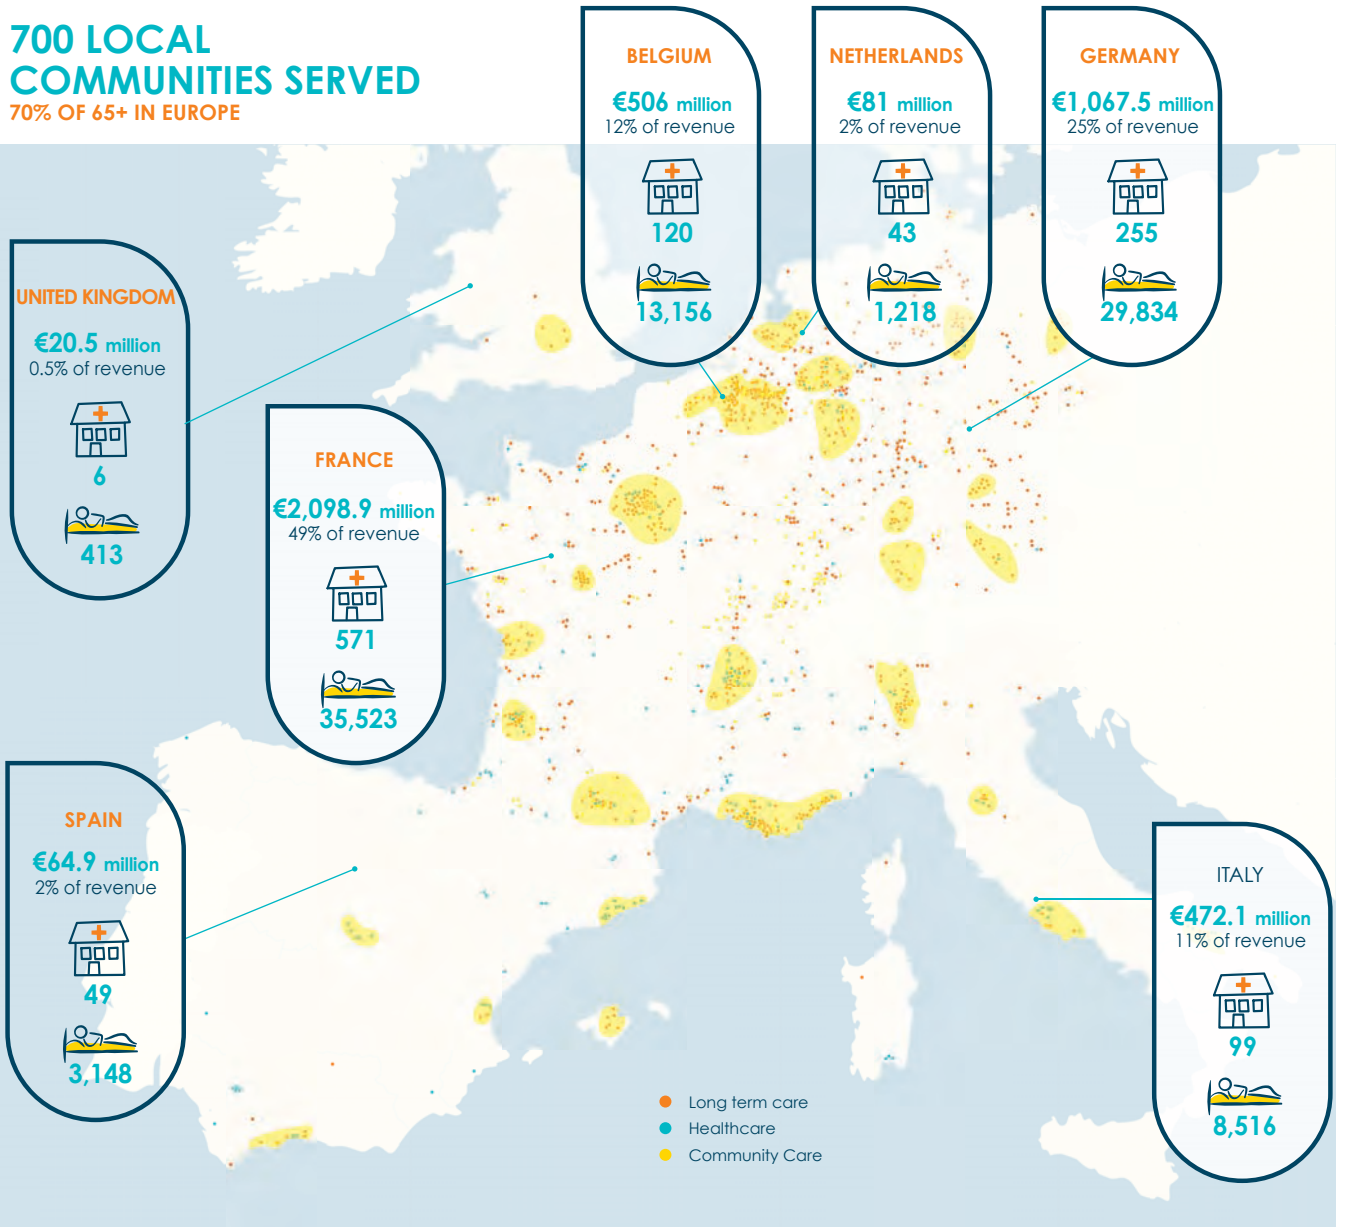 700 LOCAL
COMMUNITIES SERVED
70% OF 65+ IN EUROPE
BELGIUM
€506 million
12% of revenue
120
13,156
NETHERLANDS
€81 million
2% of revenue
43
1,218
GERMANY
€1,067.5 million
25% of revenue
255
29,834
UNITED KINGDOM
€20.5 million
0.5% of revenue
6
413
FRANCE
€2,098.9 million
49% of revenue
571
35,523
SPAIN
€64.9 million
2% of revenue
49
3,148
ITALY
€472.1 million
11% of revenue
99
8,516
Long term care
Healthcare
Community Care